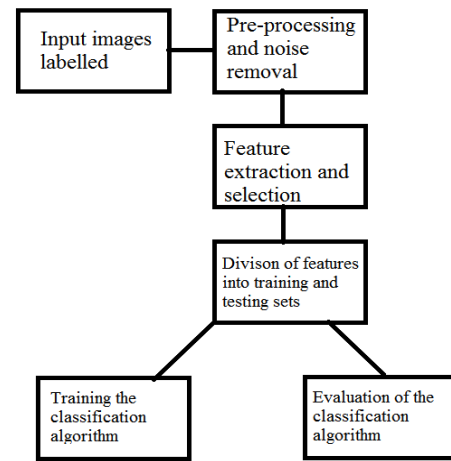 Input images
labelled
Pre-processing
and noise
removal
Feature
extraction and
selection
Divison of features
into training and
testing sets
Training the
classification
algorithm
Evaluation of the
classification
algorithm